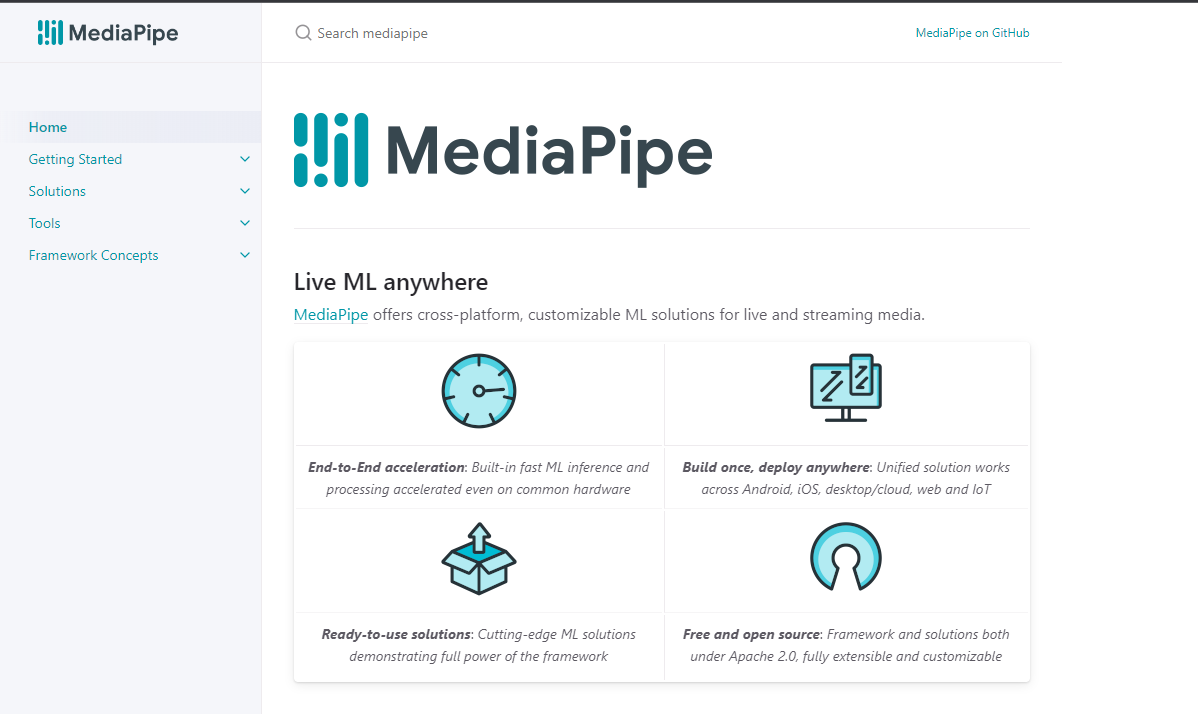 MediaPipe
Search mediapipe
MediaPipe on GitHub
Home
Getting Started
Solutions
Tools
Framework Concepts
MediaPipe
Live ML anywhere
MediaPipe offers cross-platform, customizable ML solutions for live and streaming media.
End-to-End acceleration: Built-in fast ML inference and
processing accelerated even on common hardware
Build once, deploy anywhere: Unified solution works
across Android, iOS, desktop/cloud, web and IoT
Ready-to-use solutions: Cutting-edge ML solutions
demonstrating full power of the framework
Free and open source: Framework and solutions both
under Apache 2.0, fully extensible and customizable